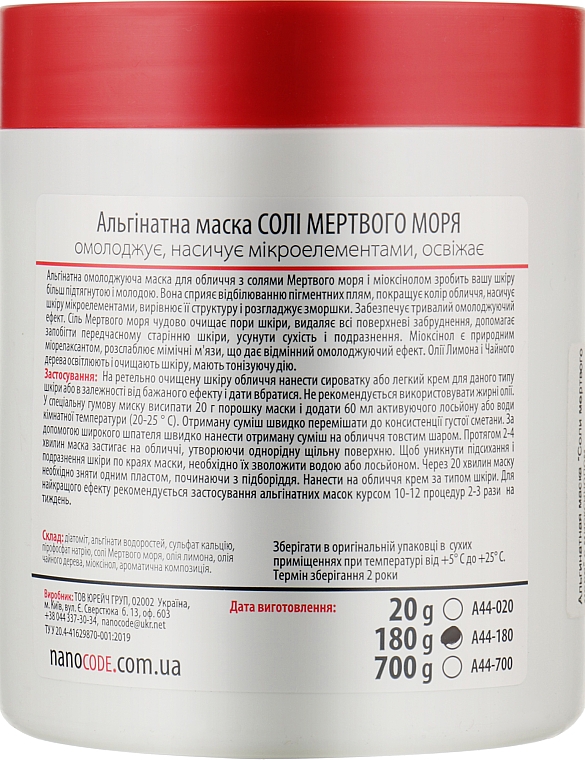 Альгінатна маска СОЛІ МЕРТВОГО МОРЯ
омолоджує, насичує мікроелементами, освіжає
Альгінатна омолоджуюча маска для обличчя з солями Мертвого моря і міоксінолом зробить вашу шкіру
більш підтягнутою і молодою. Вона сприяє відбілюванню пігментних плям, покращує колір обличчя, насичує
шкіру мікроелементами, вирівнює її структуру і розгладжує зморшки. Забезпечує тривалий омолоджуючий
ефект. Сіль Мертвого моря чудово очищає пори шкіри, видаляє всі поверхневі забруднення, допомагає
запобігти передчасному старінню шкіри, усунути сухість і подразнення. Міоксінол є природним
міорелаксантом, розслаблює мімічні м'язи, що дає відмінний омолоджуючий ефект. Олії Лимона і Чайного
дерева освітлюють і очищають шкіру, мають тонізуючу дію.
Застосування: На ретельно очищену шкіру обличчя нанести сироватку або легкий крем для даного типу
шкіри або в залежності від бажаного ефекту і дати вбратися. Не рекомендується використовувати жирні олії.
У спеціальну гумову миску висипати 20 г порошку маски і додати 60 мл активуючого лосьйону або води
кімнатної температури (20-25 ° С). Отриману суміш швидко перемішати до консистенції густої сметани. За
допомогою широкого шпателя швидко нанести отриману суміш на обличчя товстим шаром. Протягом 2-4
хвилин маска застигає на обличчі, утворюючи однорідну щільну поверхню. Щоб уникнути підсихання і
подразнення шкіри по краях маски, необхідно їх зволожити водою або лосьйоном. Через 20 хвилин маску
необхідно зняти одним пластом, починаючи з підборіддя. Нанести на обличчя крем за типом шкіри. Для
найкращого ефекту рекомендується застосування альгінатних масок курсом 10-12 процедур 2-3 рази на
тиждень.
Склад: діатоміт, альгінати водоростей, сульфат кальцію,
пірофосфат натрію, солі Мертвого моря, олія лимона, олія
чайного дерева, міоксінол, ароматична композиція.
Зберігати в оригінальній упаковці в сухих
приміщеннях при температурі від +5° С до +25° С.
Термін зберігання 2 роки
Виробник: ТОВ ЮРЕЙЧ ГРУП, 02002 Україна,
м. Київ, вул. Є. Сверстюка б. 13, оф. 603
+38 044 337-30-34, nanocode@ukr.net
ТУ У 20.4-41629870-001:2019
nanoCODE.com.ua
Дата виготовлення:
20 g А44-020
180 g А44-180
700 g А44-700
Альгинатная маска "Соли мертвого